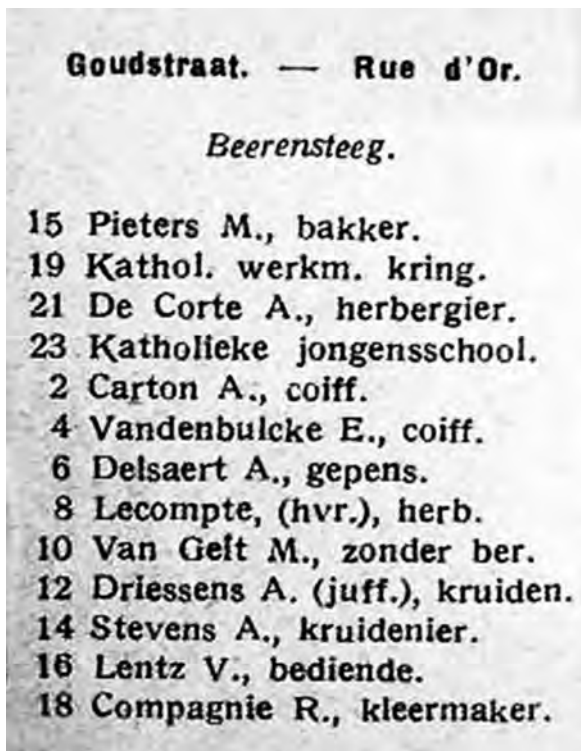 Goudstraat. — Rue d'Or.
Beerensteeg.
15 Pieters M., bakker.
19 Kathol. werkm. kring.
21 De Corte A., herbergier.
23 Katholieke jongensschool.
2 Carton A., coiff.
4 Vandenbulcke E., coiff.
6 Delsaert A., gepens.
8 Lecompte, (hvr.), herb.
10 Van Gelt M., zonder ber.
12 Driessens A. (juff.), kruiden.
14 Stevens A., kruidenier.
16 Lentz V., bediende.
18 Compagnie R., kleermaker.